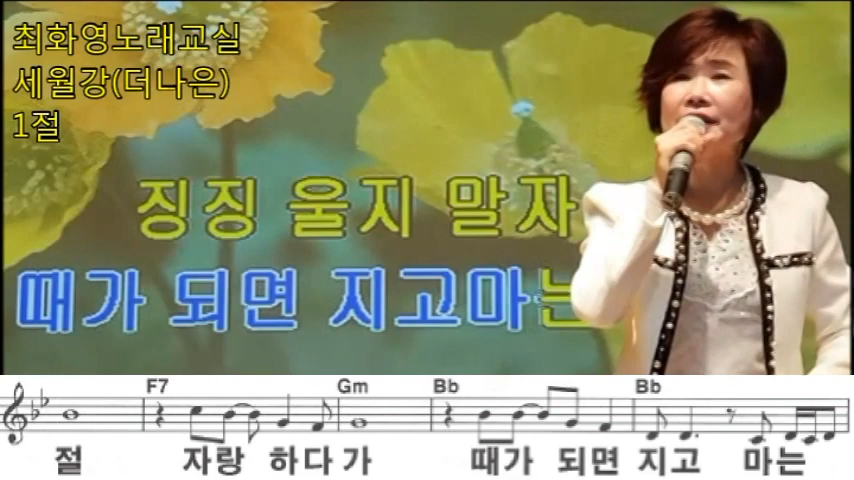 최화영노래교실
세월강(더나은)
1절
징징 울지 말자
때가 되면 지고마는
F7 Gm Bb Bb
절 자랑 하다 가 때가 되면 지고 마는